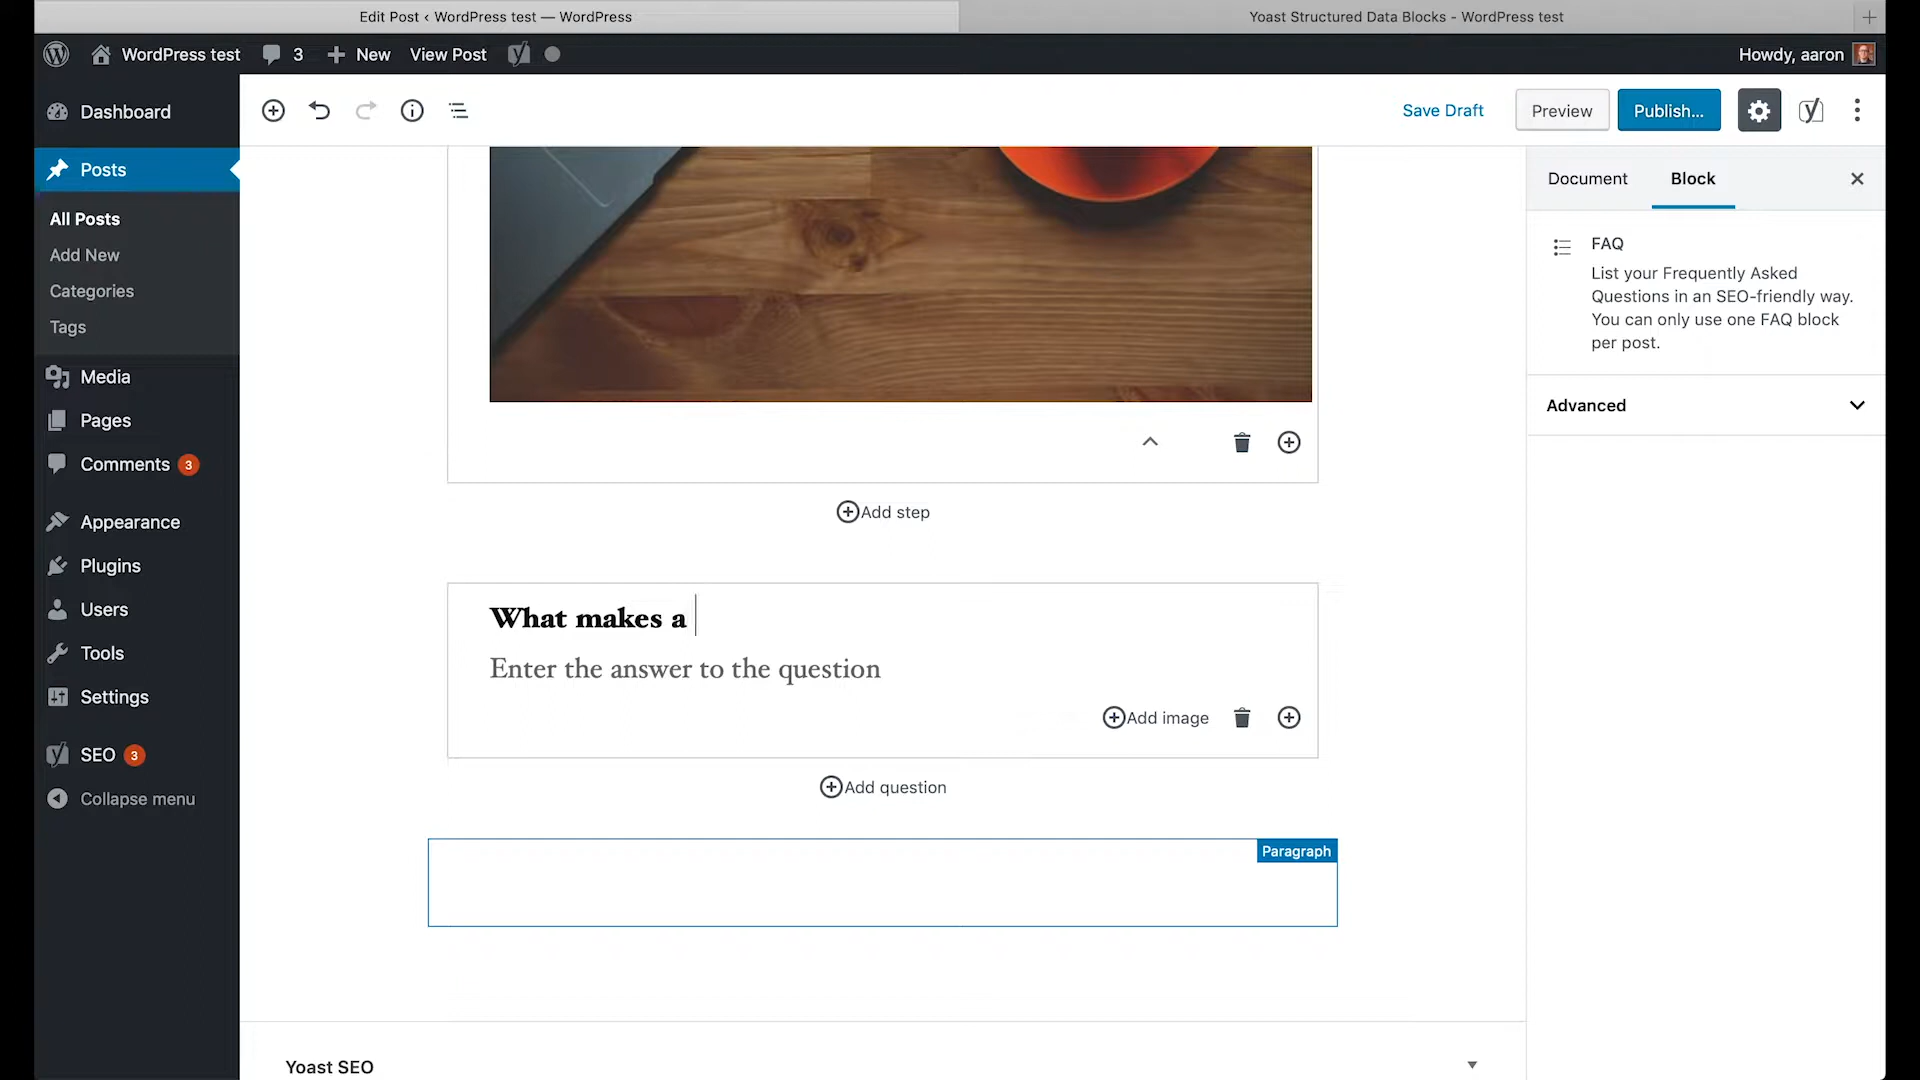 Edit Post ‹ WordPress test — WordPress
Yoast Structured Data Blocks - WordPress test
WordPress test
3
New
View Post
Howdy, aaron
Dashboard
Posts
All Posts
Add New
Categories
Tags
Media
Pages
Comments 3
Appearance
Plugins
Users
Tools
Settings
SEO 3
Collapse menu
Save Draft
Preview
Publish...
Add step
What makes a
Enter the answer to the question
Add image
Add question
Paragraph
Yoast SEO
Document
Block
FAQ
List your Frequently Asked
Questions in an SEO-friendly way.
You can only use one FAQ block
per post.
Advanced